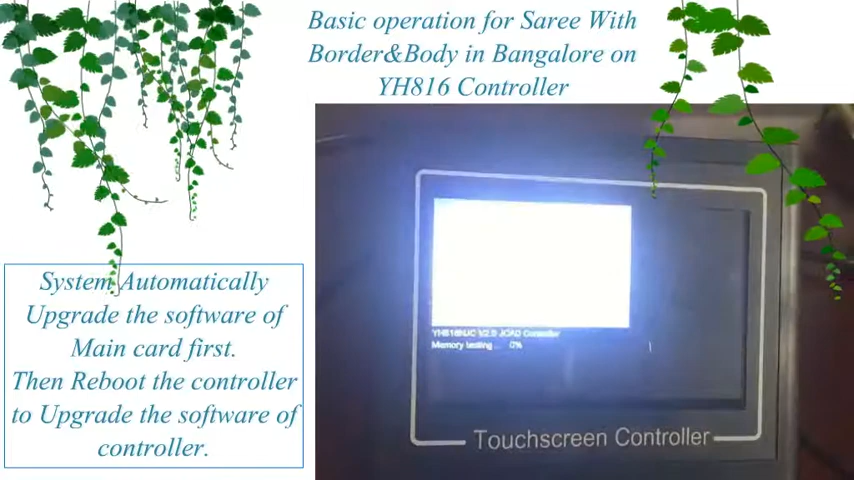 Basic operation for Saree With
Border&Body in Bangalore on
YH816 Controller
System Automatically
Upgrade the software of
Main card first.
Then Reboot the controller
to Upgrade the software of
controller.
Controller
Memory testing 0%
Touchscreen Controller